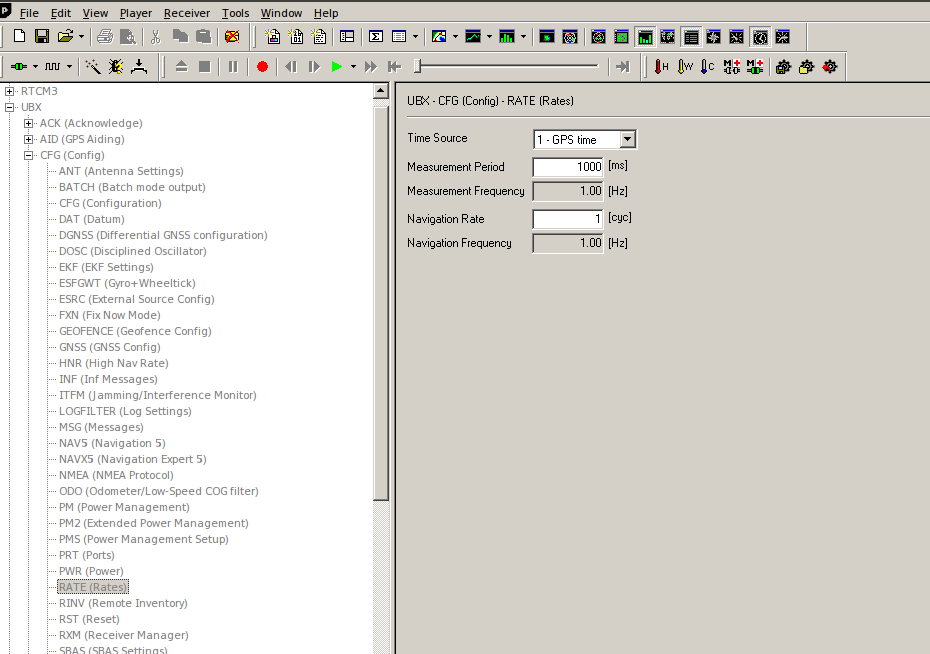 File Edit View Player Receiver Tools Window Help
RTCM3
UBX
ACK (Acknowledge)
AID (GPS Aiding)
CFG (Config)
ANT (Antenna Settings)
BATCH (Batch mode output)
CFG (Configuration)
DAT (Datum)
DGNSS (Differential GNSS configuration)
DOSC (Disciplined Oscillator)
EKF (EKF Settings)
ESFGWT (Gyro+Wheeltick)
ESRC (External Source Config)
FXN (Fix Now Mode)
GEOFENCE (Geofence Config)
GNSS (GNSS Config)
HNR (High Nav Rate)
INF (Inf Messages)
ITFM (Jamming/Interference Monitor)
LOGFILTER (Log Settings)
MSG (Messages)
NAV5 (Navigation 5)
NAVX5 (Navigation Expert 5)
NMEA (NMEA Protocol)
ODO (Odometer/Low-Speed COG filter)
PM (Power Management)
PM2 (Extended Power Management)
PMS (Power Management Setup)
PRT (Ports)
PWR (Power)
RATE (Rates)
RINV (Remote Inventory)
RST (Reset)
RXM (Receiver Manager)
SBAS (SBAS Settings)
UBX - CFG (Config) - RATE (Rates)
Time Source 1 - GPS time
Measurement Period 1000 [ms]
Measurement Frequency 1.00 [Hz]
Navigation Rate 1 [cyc]
Navigation Frequency 1.00 [Hz]